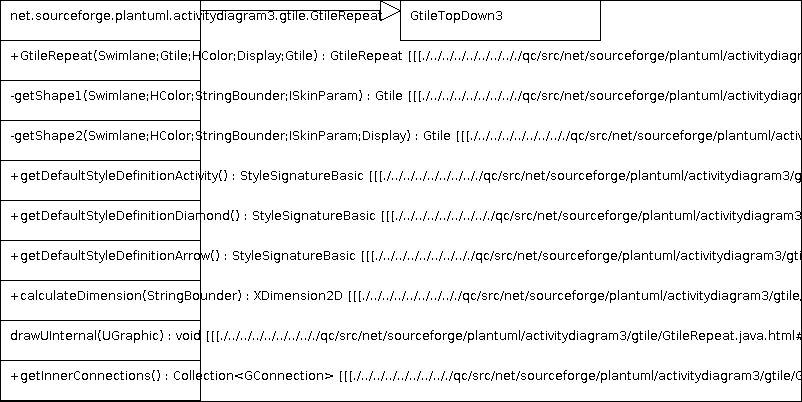 net.sourceforge.plantuml.activitydiagram3.gtile.GtileRepeat
GtileTopDown3
+GtileRepeat(Swimlane;Gtile;HColor;Display;Gtile) : GtileRepeat [[[./../../../../../../../../qc/src/net/sourceforge/plantuml/activitydiagr
-getShape1(Swimlane;HColor;StringBounder;ISkinParam) : Gtile [[[./../../../../../../../../qc/src/net/sourceforge/plantuml/activitydiagra
-getShape2(Swimlane;HColor;StringBounder;ISkinParam;Display) : Gtile [[[./../../../../../../../../qc/src/net/sourceforge/plantuml/activ
+getDefaultStyleDefinitionActivity() : StyleSignatureBasic [[[./../../../../../../../../qc/src/net/sourceforge/plantuml/activitydiagram3/g
+getDefaultStyleDefinitionDiamond() : StyleSignatureBasic [[[./../../../../../../../../qc/src/net/sourceforge/plantuml/activitydiagram3
+getDefaultStyleDefinitionArrow() : StyleSignatureBasic [[[./../../../../../../../../qc/src/net/sourceforge/plantuml/activitydiagram3/gti
+calculateDimension(StringBounder) : XDimension2D [[[./../../../../../../../../qc/src/net/sourceforge/plantuml/activitydiagram3/gtile/
drawUInternal(UGraphic) : void [[[./../../../../../../../../qc/src/net/sourceforge/plantuml/activitydiagram3/gtile/GtileRepeat.java.html#
+getInnerConnections() : Collection<GConnection> [[[./../../../../../../../../qc/src/net/sourceforge/plantuml/activitydiagram3/gtile/G